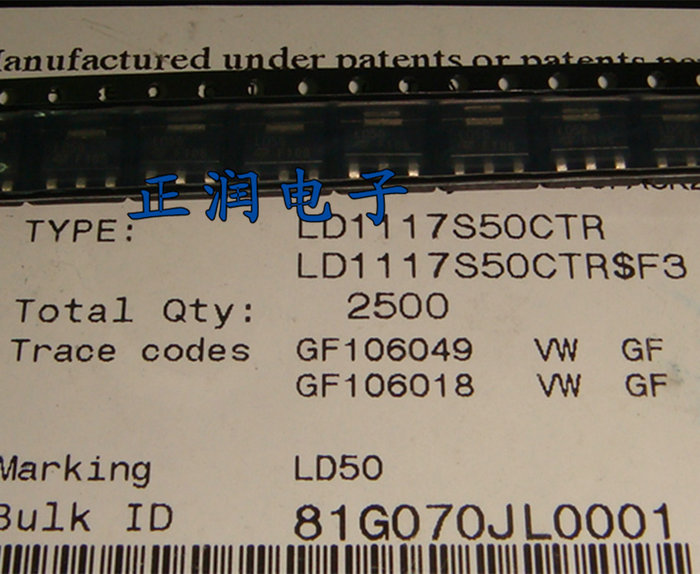 Manufactured under patents or patents
正润电子
TYPE: LD1117S50CTR
LD1117S50CTR$F3
Total Qty: 2500
Trace codes GF106049 VW GF
GF106018 VW GF
Marking LD50
Bulk ID 81G070JL0001